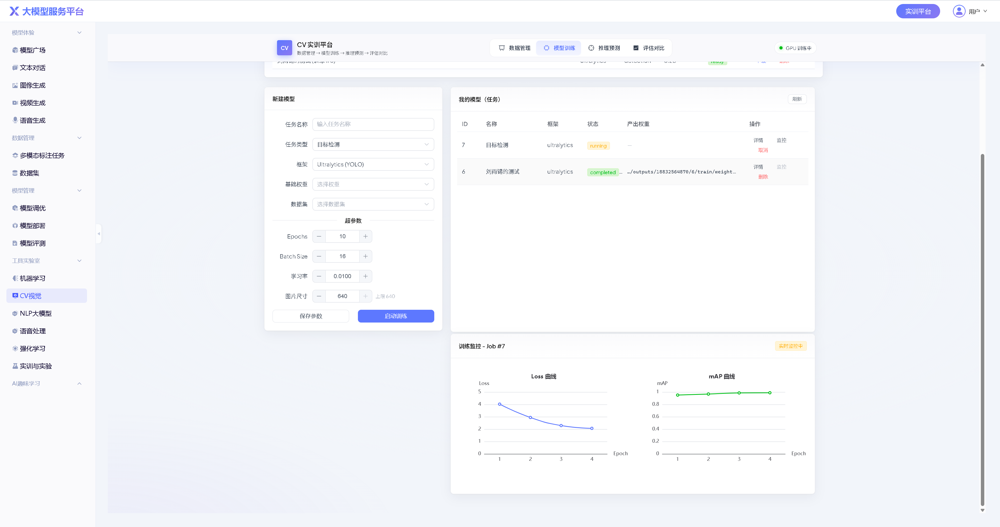 大模型服务平台
实训平台
用户
模型体验
模型广场
文本对话
图像生成
视频生成
语音生成
数据管理
多模态标注任务
数据集
模型管理
模型调优
模型部署
模型评测
工具实验室
机器学习
CV视觉
NLP大模型
语音处理
强化学习
实训与实验
AI趣味学习
CV
CV 实训平台
数据管理 → 模型训练 → 推理预测 → 评估对比
数据管理
模型训练
推理预测
评估对比
GPU 训练中
刘雨锡的测试 (训练 #6) ultralytics detection ready 下载 删除
新建模型
任务名称 输入任务名称
任务类型 目标检测
框架 Ultralytics (YOLO)
基础权重 选择权重
数据集 选择数据集
超参数
Epochs 10
Batch Size 16
学习率 0.0100
图片尺寸 640 上限 640
保存参数 启动训练
我的模型（任务） 刷新
ID 名称 框架 状态 产出权重 操作
7 目标检测 ultralytics running — 详情 监控
取消
6 刘雨锡的测试 ultralytics completed ... …/outputs/18832564870/6/train/weight… 详情 监控
删除
训练监控 - Job #7 实时监控中
Loss 曲线
Loss
5
4
3
2
1
0
1 2 3 4
Epoch
mAP 曲线
mAP
1
0.8
0.6
0.4
0.2
0
1 2 3 4
Epoch